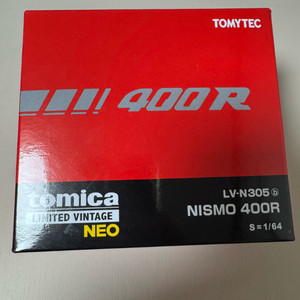 TOMYTEC
400R
tomica
LIMITED VINTAGE
NEO
LV-N305 ⓑ
NISMO 400R
S=1/64